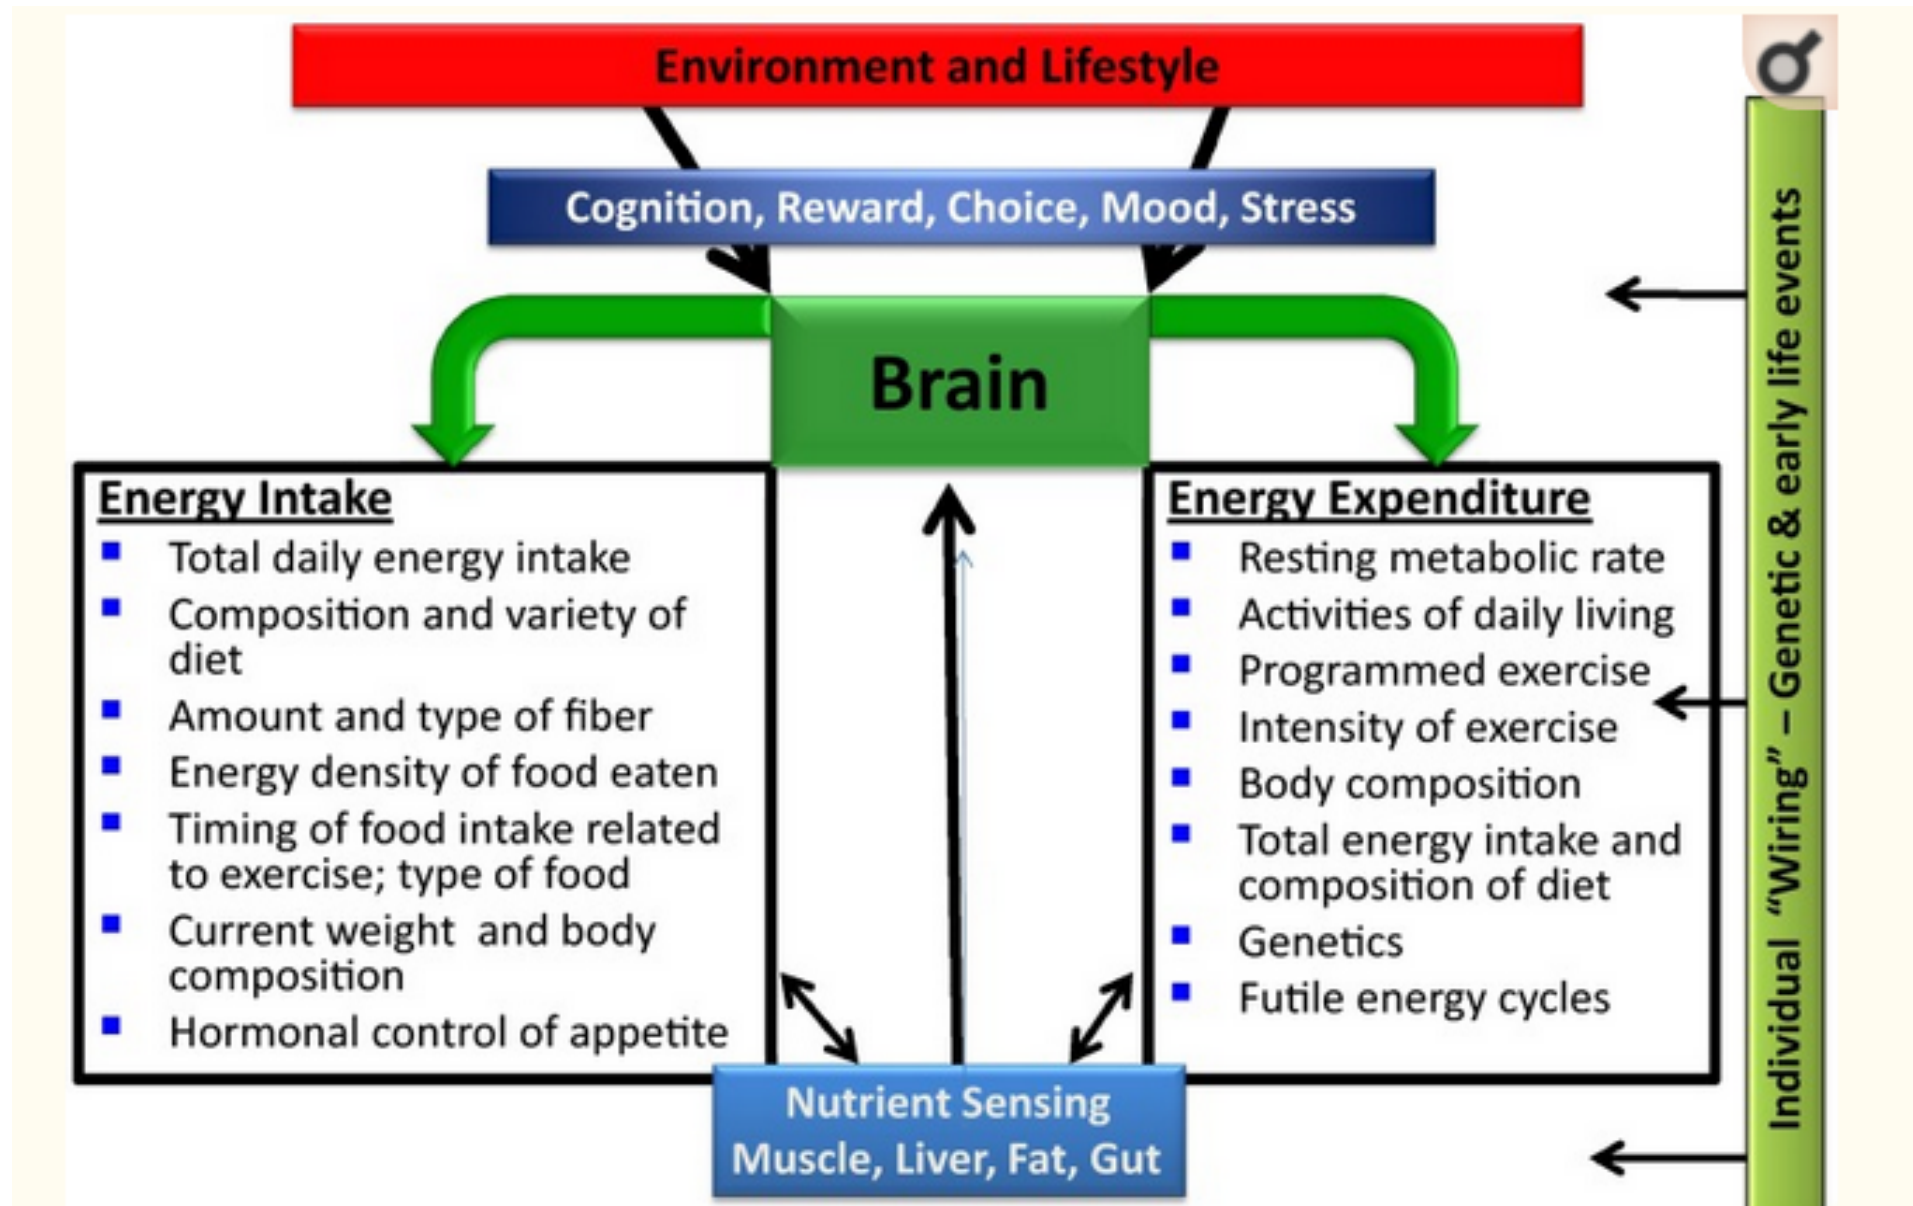 Environment and Lifestyle
Cognition, Reward, Choice, Mood, Stress
Brain
Energy Intake
Total daily energy intake
Composition and variety of
diet
Amount and type of fiber
Energy density of food eaten
Timing of food intake related
to exercise; type of food
Current weight and body
composition
Hormonal control of appetite
Energy Expenditure
Resting metabolic rate
Activities of daily living
Programmed exercise
Intensity of exercise
Body composition
Total energy intake and
composition of diet
Genetics
Futile energy cycles
Nutrient Sensing
Muscle, Liver, Fat, Gut
Individual “Wiring” – Genetic & early life events